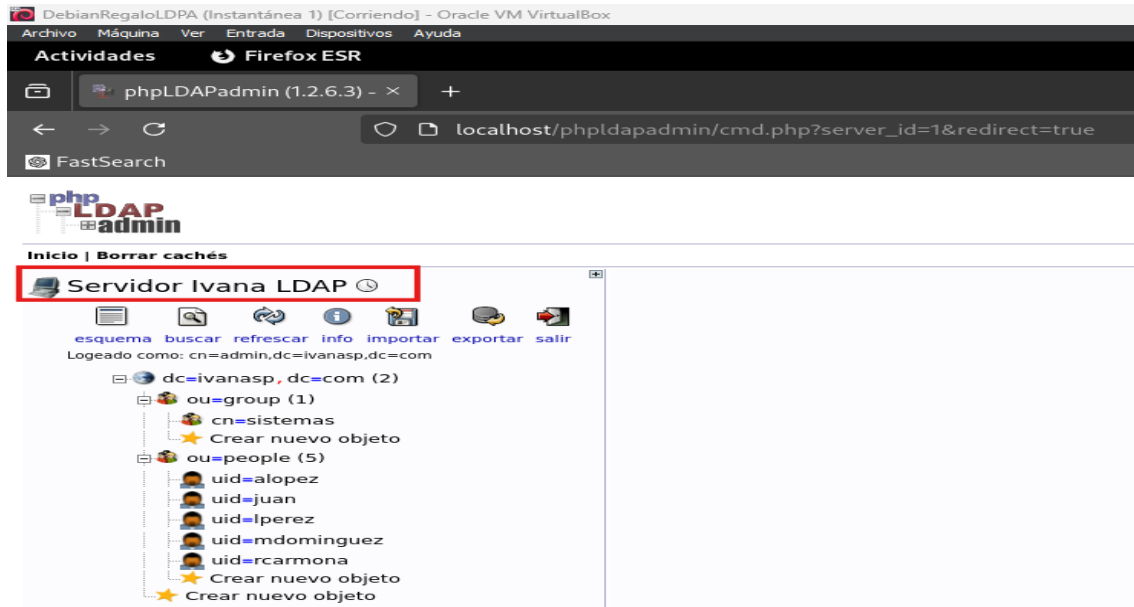 DebianRegaloLDPA (Instantánea 1) [Corriendo] - Oracle VM VirtualBox
Archivo Máquina Ver Entrada Dispositivos Ayuda
Actividades Firefox ESR
phpLDAPadmin (1.2.6.3) - × +
localhost/phpldapadmin/cmd.php?server_id=1&redirect=true
FastSearch
php
LDAP
admin
Inicio | Borrar cachés
Servidor Ivana LDAP
esquema buscar refrescar info importar exportar salir
Logeado como: cn=admin,dc=ivanasp,dc=com
dc=ivanasp,dc=com (2)
ou=group (1)
cn=sistemas
Crear nuevo objeto
ou=people (5)
uid=alopez
uid=juan
uid=lperez
uid=mdominguez
uid=rcarmona
Crear nuevo objeto
Crear nuevo objeto